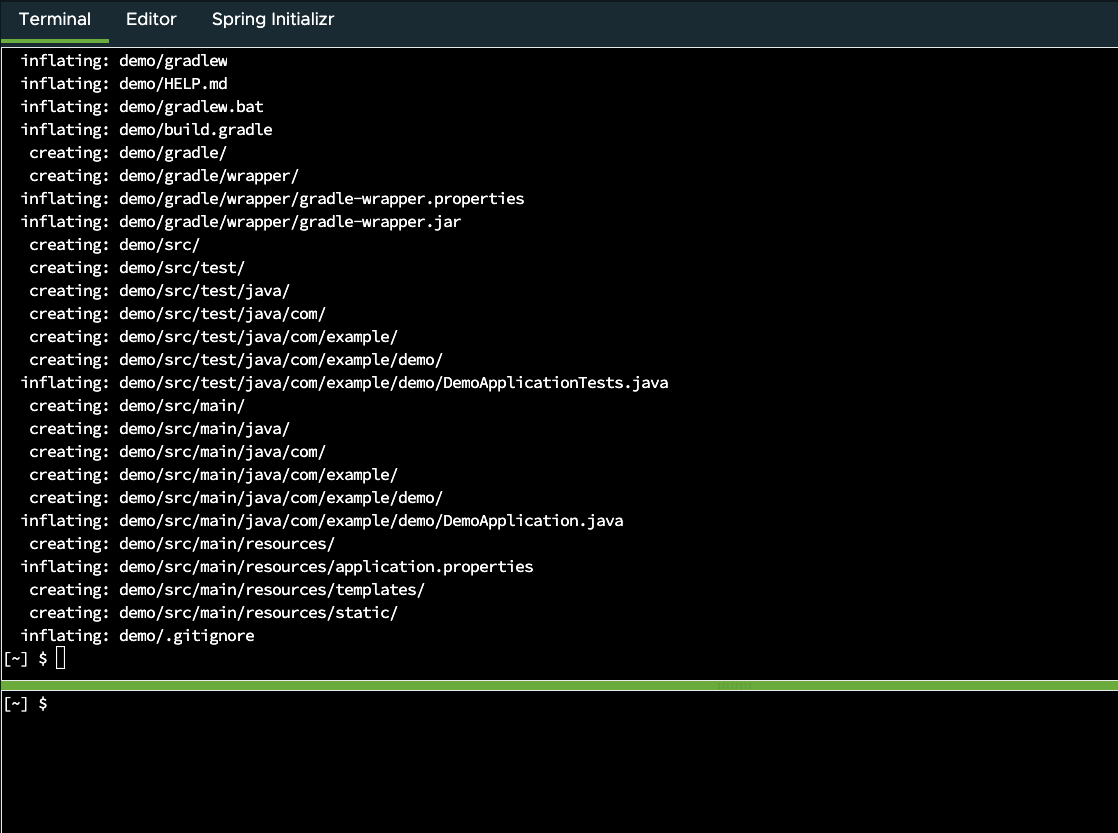 Terminal Editor Spring Initializr
inflating: demo/gradlew
inflating: demo/HELP.md
inflating: demo/gradlew.bat
inflating: demo/build.gradle
creating: demo/gradle/
creating: demo/gradle/wrapper/
inflating: demo/gradle/wrapper/gradle-wrapper.properties
inflating: demo/gradle/wrapper/gradle-wrapper.jar
creating: demo/src/
creating: demo/src/test/
creating: demo/src/test/java/
creating: demo/src/test/java/com/
creating: demo/src/test/java/com/example/
creating: demo/src/test/java/com/example/demo/
inflating: demo/src/test/java/com/example/demo/DemoApplicationTests.java
creating: demo/src/main/
creating: demo/src/main/java/
creating: demo/src/main/java/com/
creating: demo/src/main/java/com/example/
creating: demo/src/main/java/com/example/demo/
inflating: demo/src/main/java/com/example/demo/DemoApplication.java
creating: demo/src/main/resources/
inflating: demo/src/main/resources/application.properties
creating: demo/src/main/resources/templates/
creating: demo/src/main/resources/static/
inflating: demo/.gitignore
[~] $
[~] $